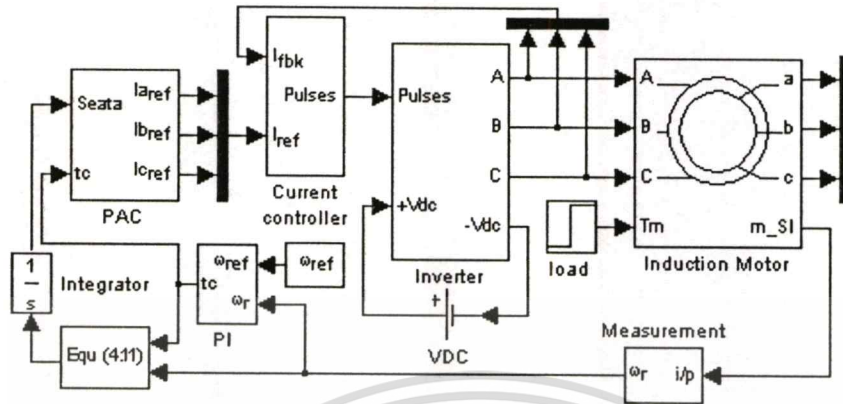 Seata
tc
Iaref
Ibref
Icref
PAC
Ifbk
Pulses
Iref
Current
controller
Pulses
A
B
C
+Vdc
-Vdc
Inverter
+
VDC
A
B
C
Tm
a
b
c
m_SI
Induction Motor
load
1
s
Integrator
tc
ωref
ωr
PI
ωref
Equ (4.11)
Measurement
ωr
i/p